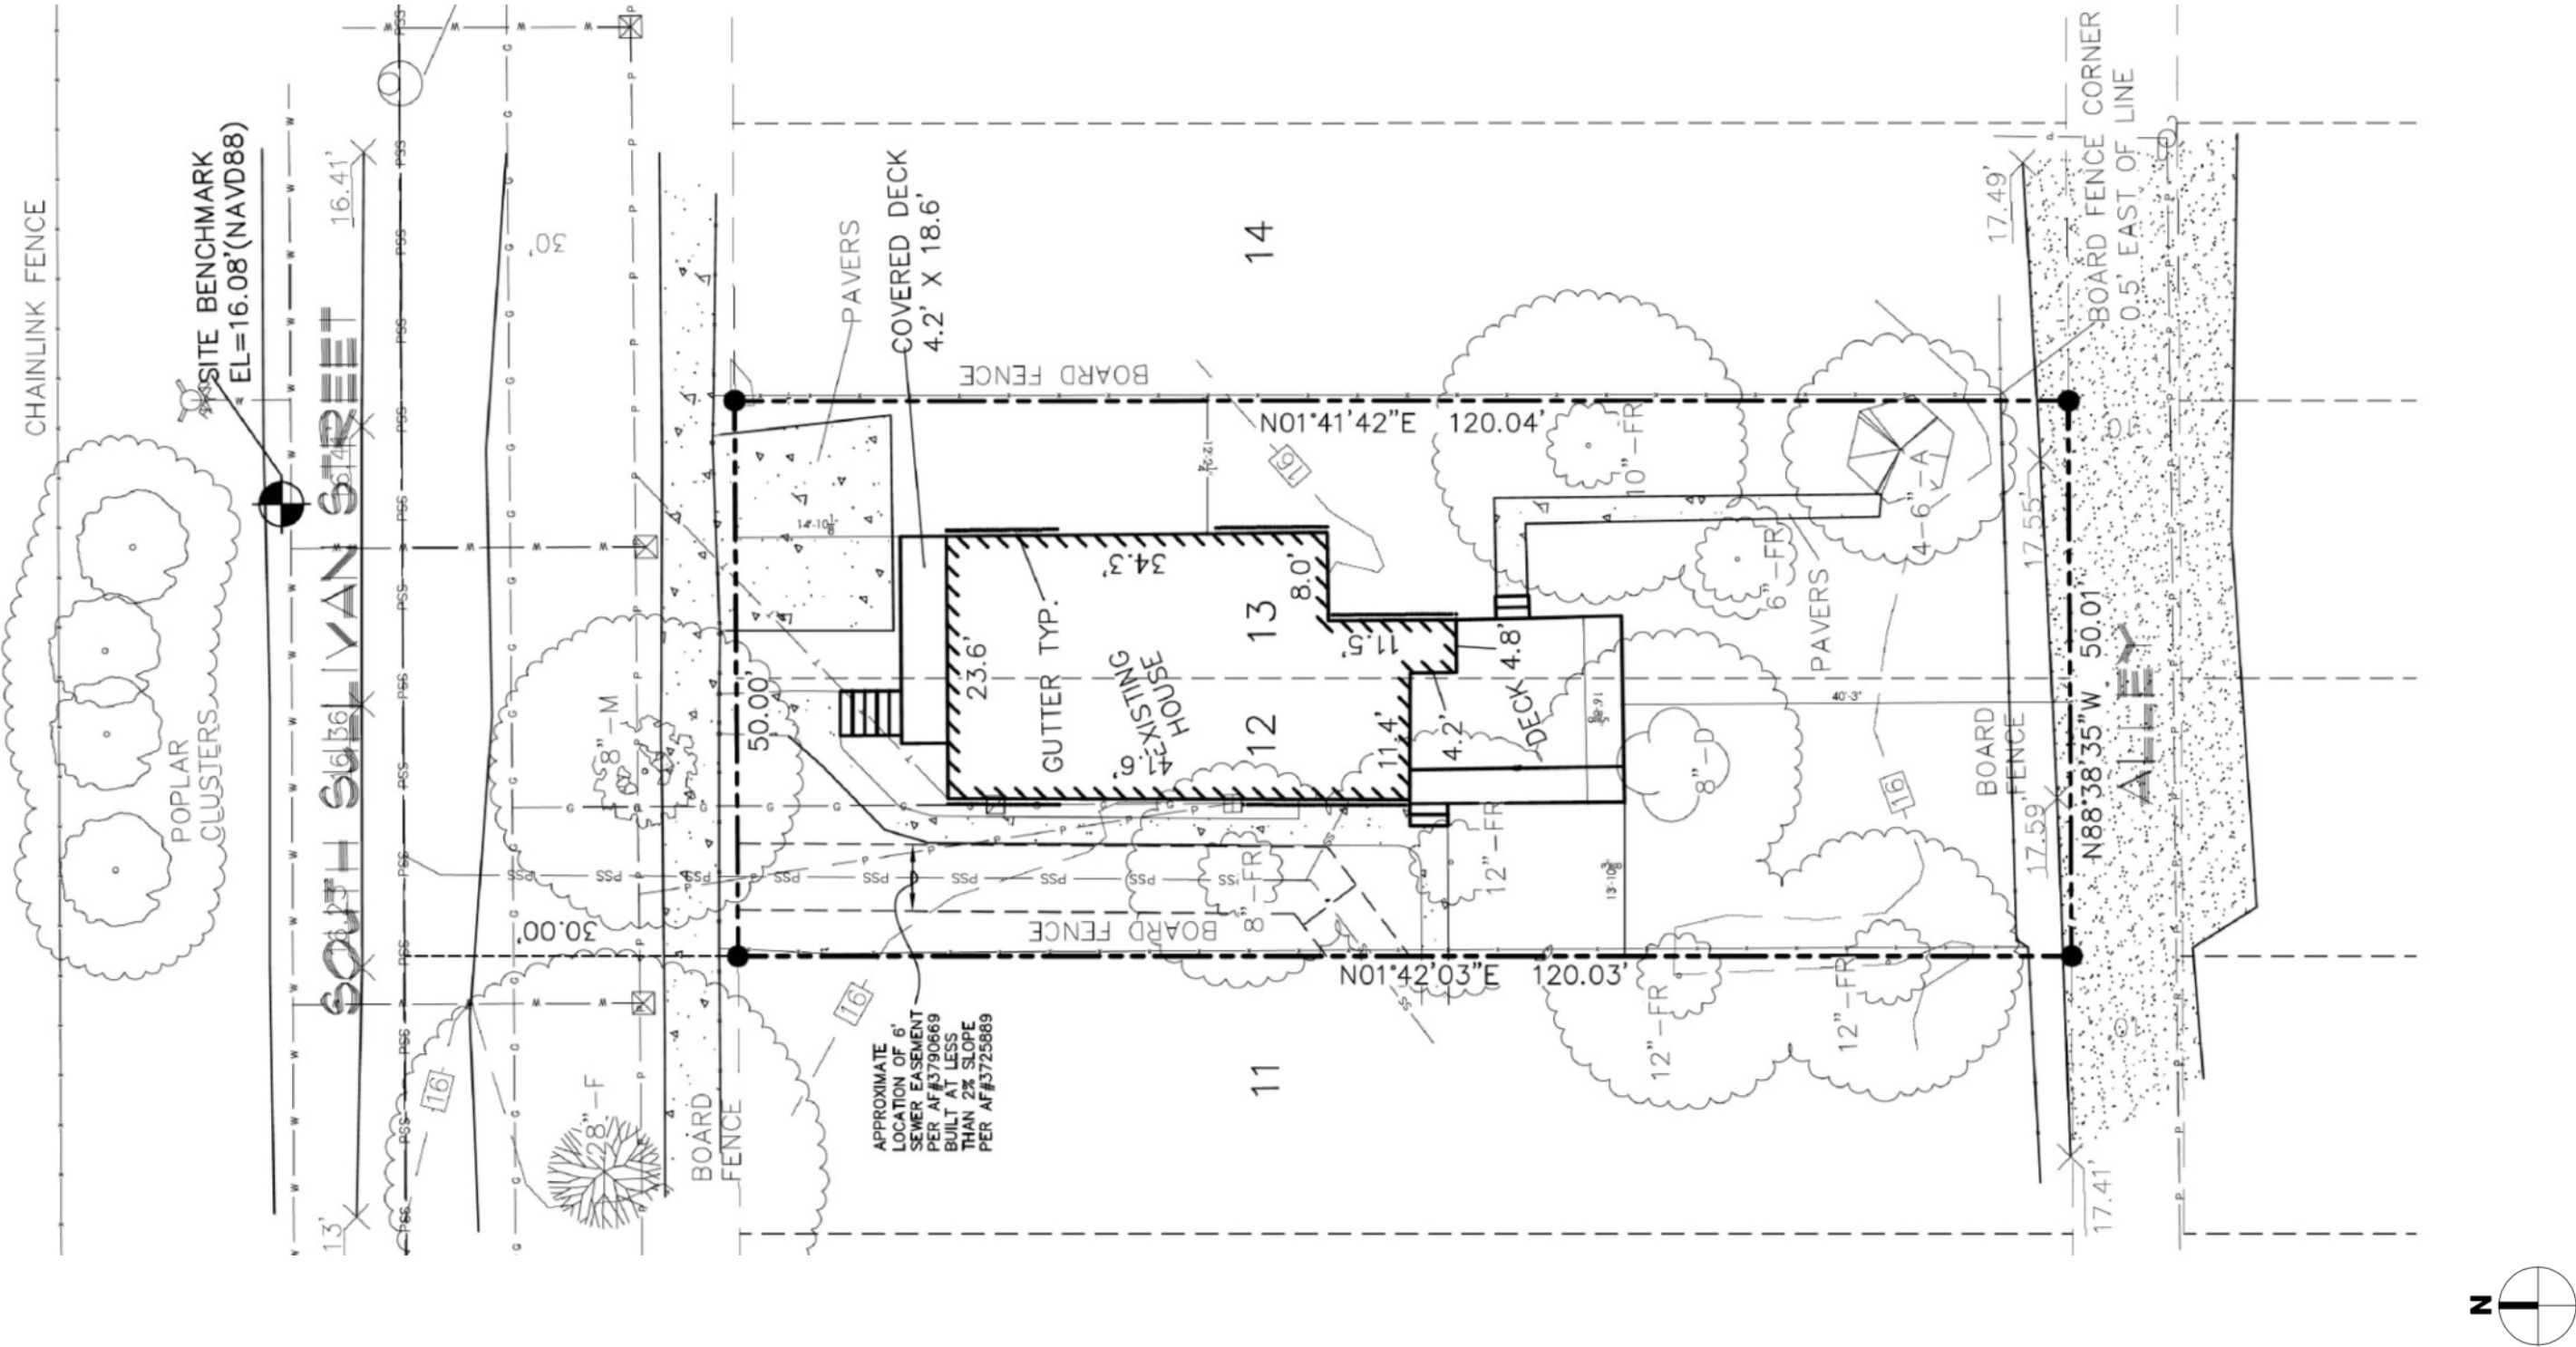 CHAINLINK FENCE
SITE BENCHMARK
EL=16.08'(NAVD88)
16.41'
30'
SOUTH SULLIVAN STREET
POPLAR
CLUSTERS
13'
30.00'
8"-M
28"-F
16
BOARD
FENCE
PAVERS
COVERED DECK
4.2' X 18.6'
BOARD FENCE
N01°41'42"E 120.04'
14
14'-10
16
10"-FR
50.00'
23.6'
GUTTER TYP.
34.3'
8.0'
13
EXISTING
HOUSE
41.6'
12
11.5'
11.4'
4.2'
4.8'
DECK
6"-FR
4-6"-A
PAVERS
40'-3"
8"-D
16
8"-FR
12"-FR
BOARD FENCE
N01°42'03"E 120.03'
16
APPROXIMATE
LOCATION OF 6'
SEWER EASEMENT
PER AF#3790669
BUILT AT LESS
THAN 2% SLOPE
PER AF#3725889
11
12"-FR
12"-FR
BOARD
FENCE
17.49'
17.55'
17.59'
17.41'
N88°38'35"W 50.01'
ALLEY
BOARD FENCE CORNER
0.5' EAST OF LINE
N